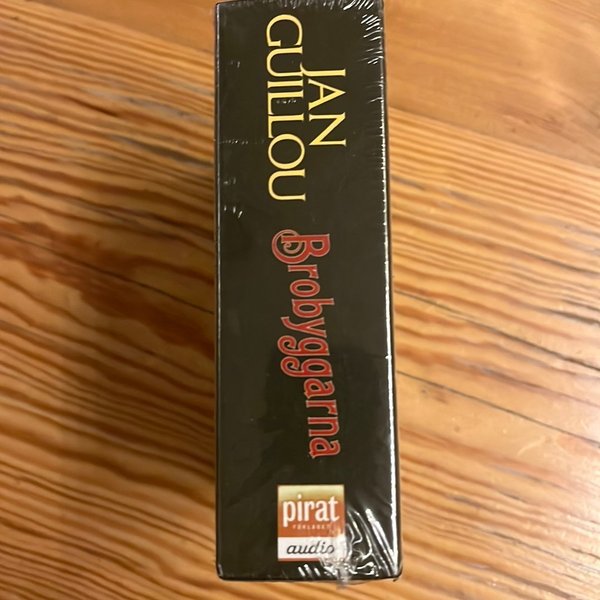 JAN
GUILLOU
Brobyggarna
pirat
FÖRLAGET
audio